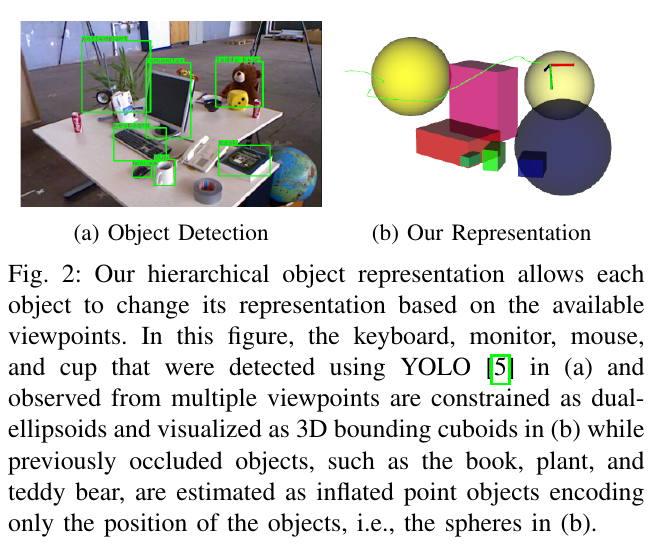 (a) Object Detection
(b) Our Representation
Fig. 2: Our hierarchical object representation allows each
object to change its representation based on the available
viewpoints. In this figure, the keyboard, monitor, mouse,
and cup that were detected using YOLO [5] in (a) and
observed from multiple viewpoints are constrained as dual-
ellipsoids and visualized as 3D bounding cuboids in (b) while
previously occluded objects, such as the book, plant, and
teddy bear, are estimated as inflated point objects encoding
only the position of the objects, i.e., the spheres in (b).